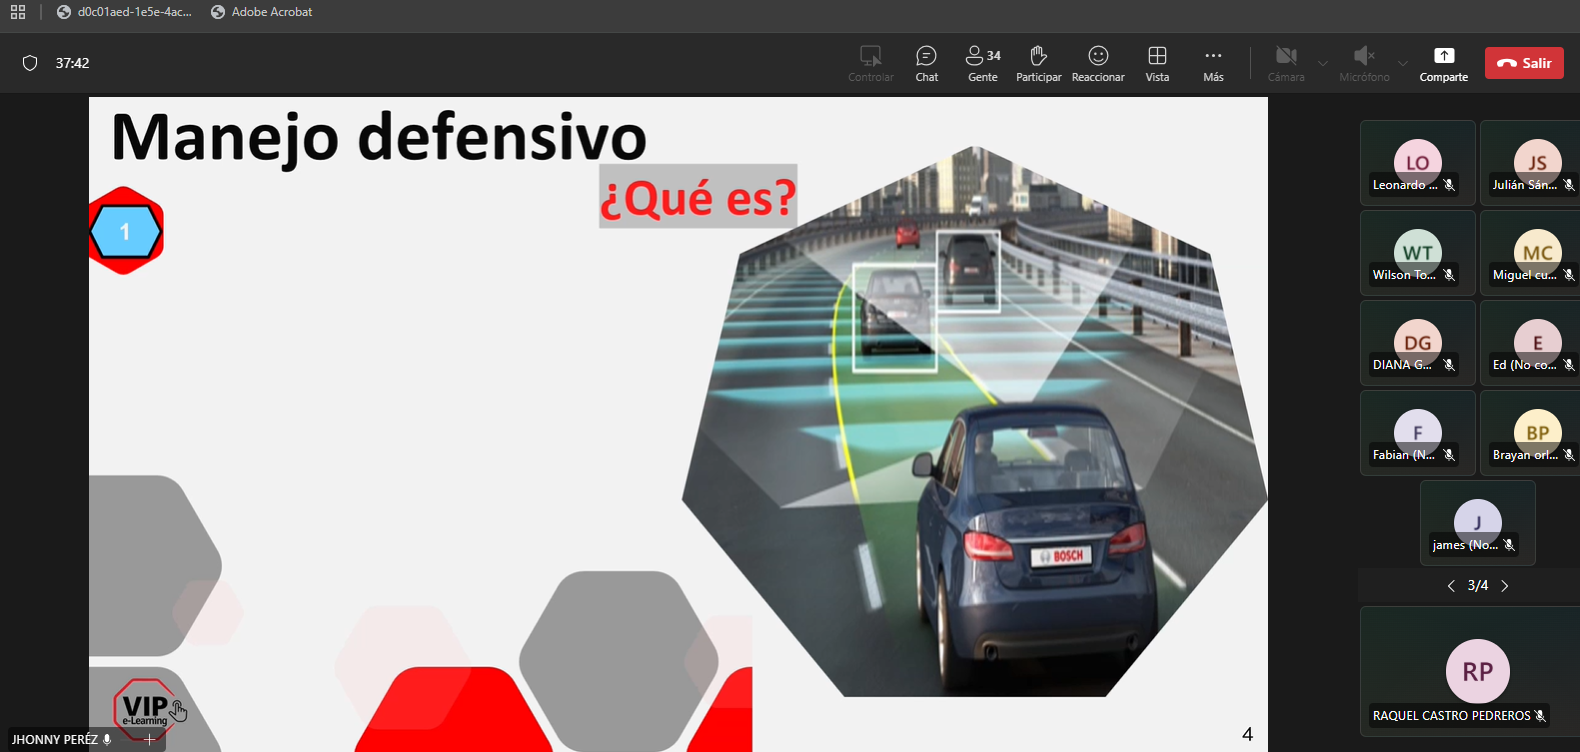 d0c01aed-1e5e-4ac...
Adobe Acrobat
37:42
Controlar
Chat
34
Gente
Participar
Reaccionar
Vista
Más
Cámara
Micrófono
Comparte
Salir
Manejo defensivo
¿Qué es?
1
BOSCH
VIP
e-Learning
4
JHONNY PERÉZ
LO
Leonardo ...
JS
Julián Sán...
WT
Wilson To...
MC
Miguel cu...
DG
DIANA G...
E
Ed (No co...
F
Fabian (N...
BP
Brayan orl...
J
james (No...
3/4
RP
RAQUEL CASTRO PEDREROS